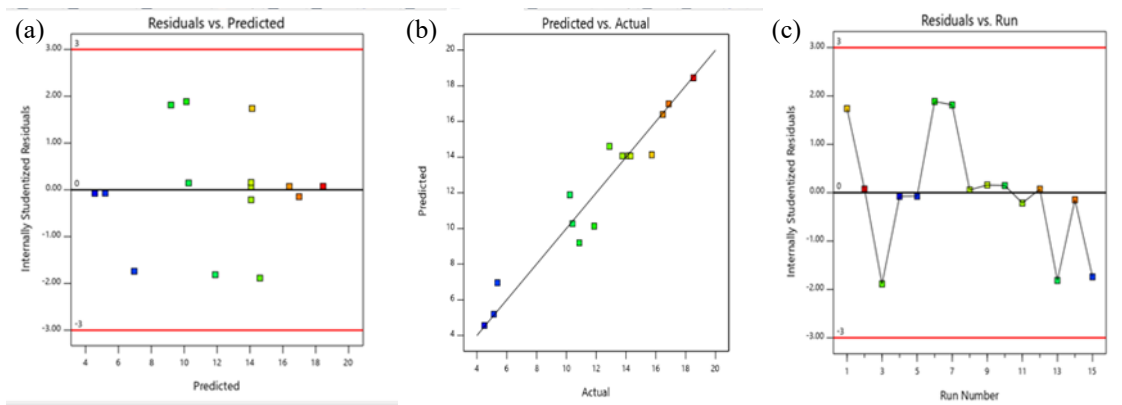 (a)
Residuals vs. Predicted
Internally Studentized Residuals
3.00
2.00
1.00
0.00
-1.00
-2.00
-3.00
3
0
-3
4 6 8 10 12 14 16 18 20
Predicted
(b)
Predicted vs. Actual
Predicted
20
18
16
14
12
10
8
6
4
4 6 8 10 12 14 16 18 20
Actual
(c)
Residuals vs. Run
Internally Studentized Residuals
3.00
2.00
1.00
0.00
-1.00
-2.00
-3.00
3
0
-3
1 3 5 7 9 11 13 15
Run Number